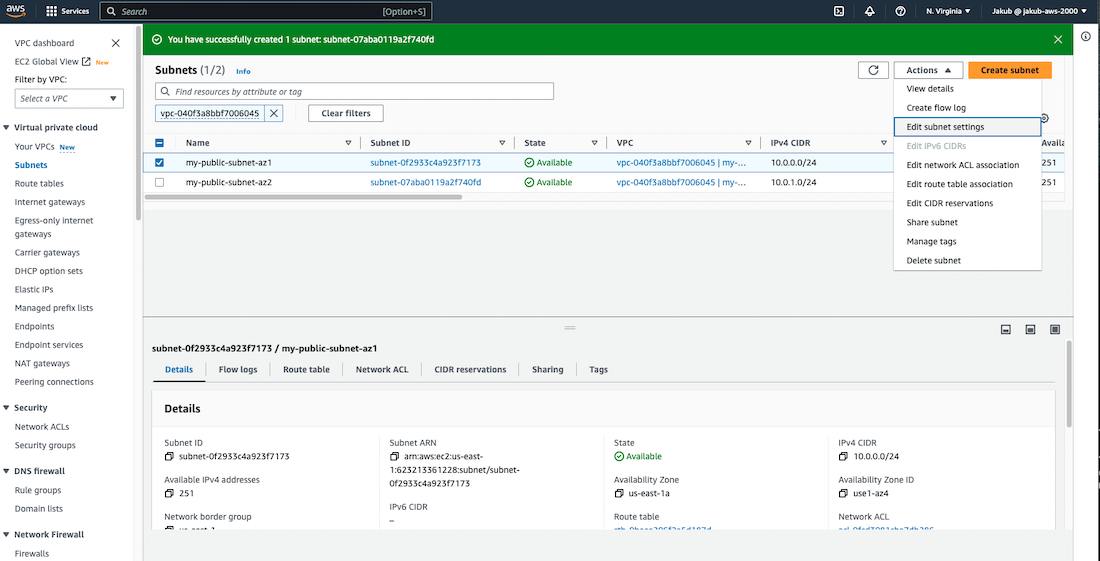 aws
Services
Search
[Option+S]
N. Virginia
Jakub @ jakub-aws-2000
VPC dashboard
EC2 Global View
New
Filter by VPC:
Select a VPC
Virtual private cloud
Your VPCs New
Subnets
Route tables
Internet gateways
Egress-only internet
gateways
Carrier gateways
DHCP option sets
Elastic IPs
Managed prefix lists
Endpoints
Endpoint services
NAT gateways
Peering connections
Security
Network ACLs
Security groups
DNS firewall
Rule groups
Domain lists
Network Firewall
Firewalls
You have successfully created 1 subnet: subnet-07aba0119a2f740fd
Subnets (1/2) Info
Actions
Create subnet
Find resources by attribute or tag
vpc-040f3a8bbf7006045
Clear filters
View details
Create flow log
Edit subnet settings
Edit IPv6 CIDRs
Edit network ACL association
Edit route table association
Edit CIDR reservations
Share subnet
Manage tags
Delete subnet
Name Subnet ID State VPC IPv4 CIDR Availa
my-public-subnet-az1 subnet-0f2933c4a923f7173 Available vpc-040f3a8bbf7006045 | my-... 10.0.0.0/24 251
my-public-subnet-az2 subnet-07aba0119a2f740fd Available vpc-040f3a8bbf7006045 | my-... 10.0.1.0/24 251
subnet-0f2933c4a923f7173 / my-public-subnet-az1
Details Flow logs Route table Network ACL CIDR reservations Sharing Tags
Details
Subnet ID
subnet-0f2933c4a923f7173
Available IPv4 addresses
251
Network border group
Subnet ARN
arn:aws:ec2:us-east-
1:623213361228:subnet/subnet-
0f2933c4a923f7173
IPv6 CIDR
–
State
Available
Availability Zone
us-east-1a
Route table
IPv4 CIDR
10.0.0.0/24
Availability Zone ID
use1-az4
Network ACL